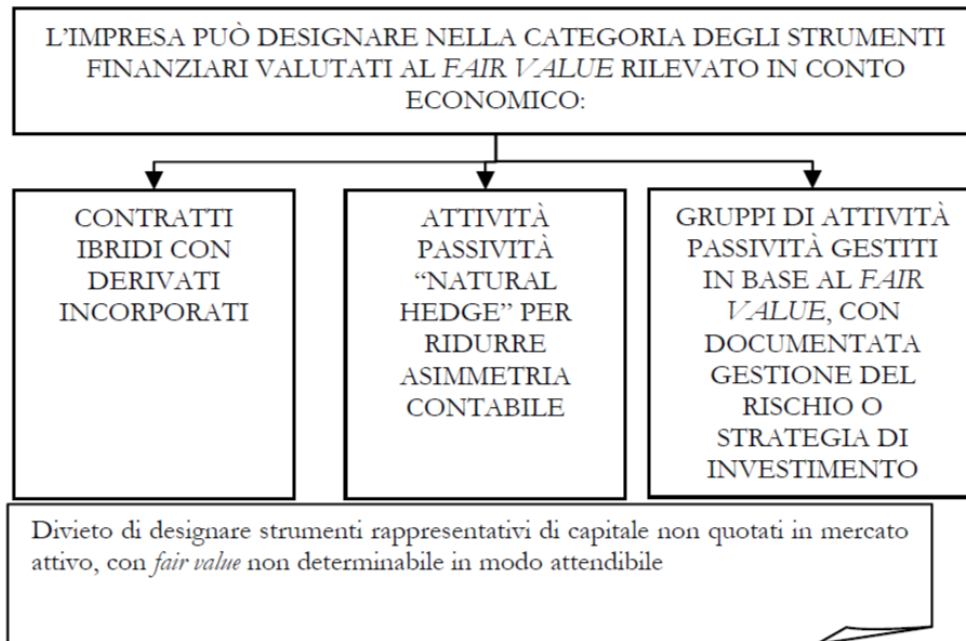 L'IMPRESA PUÒ DESIGNARE NELLA CATEGORIA DEGLI STRUMENTI
FINANZIARI VALUTATI AL FAIR VALUE RILEVATO IN CONTO
ECONOMICO:
CONTRATTI
IBRIDI CON
DERIVATI
INCORPORATI
ATTIVITÀ
PASSIVITÀ
“NATURAL
HEDGE” PER
RIDURRE
ASIMMETRIA
CONTABILE
GRUPPI DI ATTIVITÀ
PASSIVITÀ GESTITI
IN BASE AL FAIR
VALUE, CON
DOCUMENTATA
GESTIONE DEL
RISCHIO O
STRATEGIA DI
INVESTIMENTO
Divieto di designare strumenti rappresentativi di capitale non quotati in mercato
attivo, con fair value non determinabile in modo attendibile